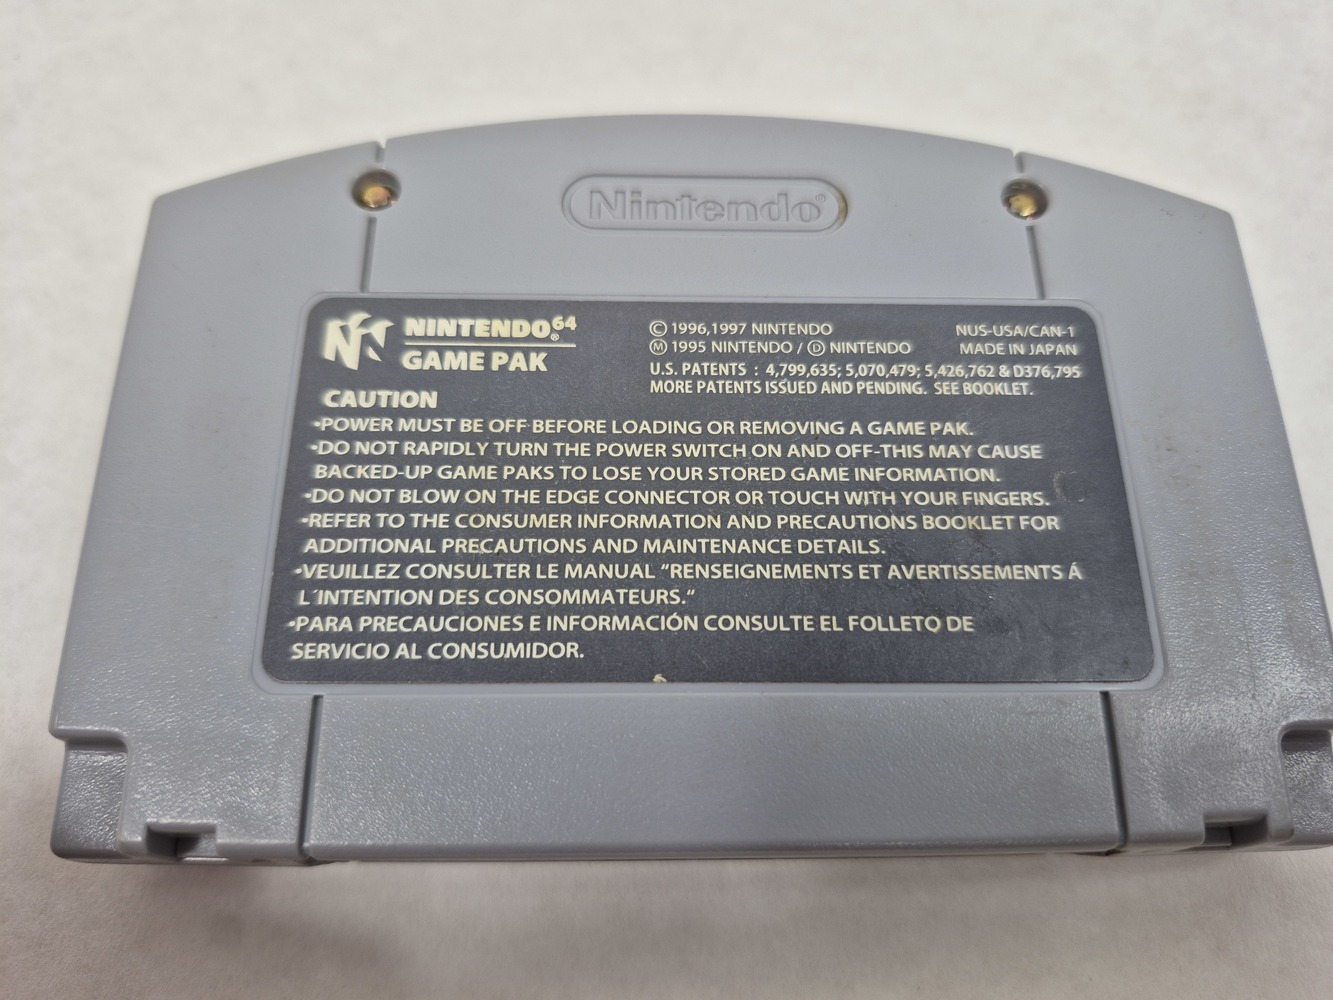 Nintendo®
NINTENDO⁶⁴®
GAME PAK
© 1996,1997 NINTENDO
Ⓜ 1995 NINTENDO / Ⓓ NINTENDO
NUS-USA/CAN-1
MADE IN JAPAN
U.S. PATENTS : 4,799,635; 5,070,479; 5,426,762 & D376,795
MORE PATENTS ISSUED AND PENDING. SEE BOOKLET.
CAUTION
•POWER MUST BE OFF BEFORE LOADING OR REMOVING A GAME PAK.
•DO NOT RAPIDLY TURN THE POWER SWITCH ON AND OFF-THIS MAY CAUSE
BACKED-UP GAME PAKS TO LOSE YOUR STORED GAME INFORMATION.
•DO NOT BLOW ON THE EDGE CONNECTOR OR TOUCH WITH YOUR FINGERS.
•REFER TO THE CONSUMER INFORMATION AND PRECAUTIONS BOOKLET FOR
ADDITIONAL PRECAUTIONS AND MAINTENANCE DETAILS.
•VEUILLEZ CONSULTER LE MANUAL "RENSEIGNEMENTS ET AVERTISSEMENTS Á
L'INTENTION DES CONSOMMATEURS."
•PARA PRECAUCIONES E INFORMACIÓN CONSULTE EL FOLLETO DE
SERVICIO AL CONSUMIDOR.